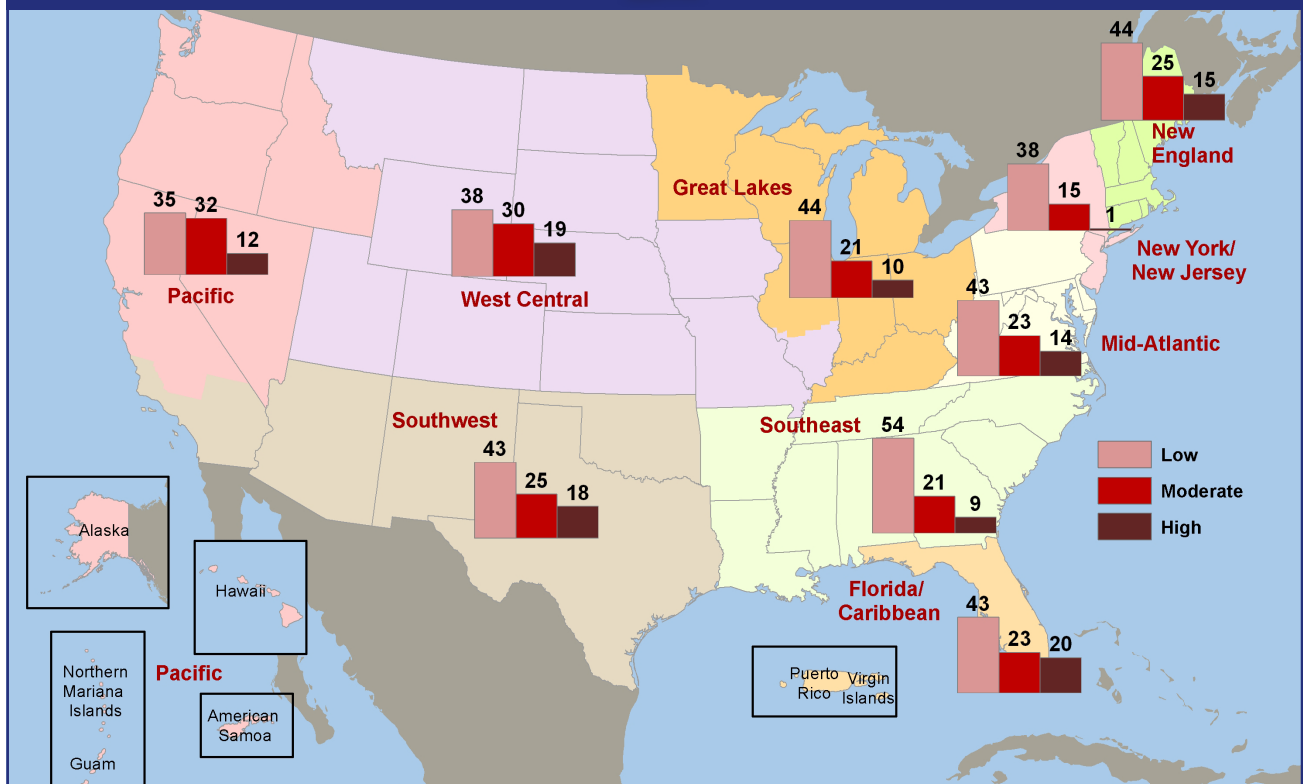 44
25
15
New
England
38
15
1
New York/
New Jersey
Great Lakes
44
21
10
35
32
12
Pacific
38
30
19
West Central
43
23
14
Mid-Atlantic
Southwest
43
25
18
Southeast
54
21
9
Low
Moderate
High
Alaska
Hawaii
Florida/
Caribbean
43
23
20
Northern
Mariana
Islands
Pacific
Puerto
Rico
Virgin
Islands
American
Samoa
Guam